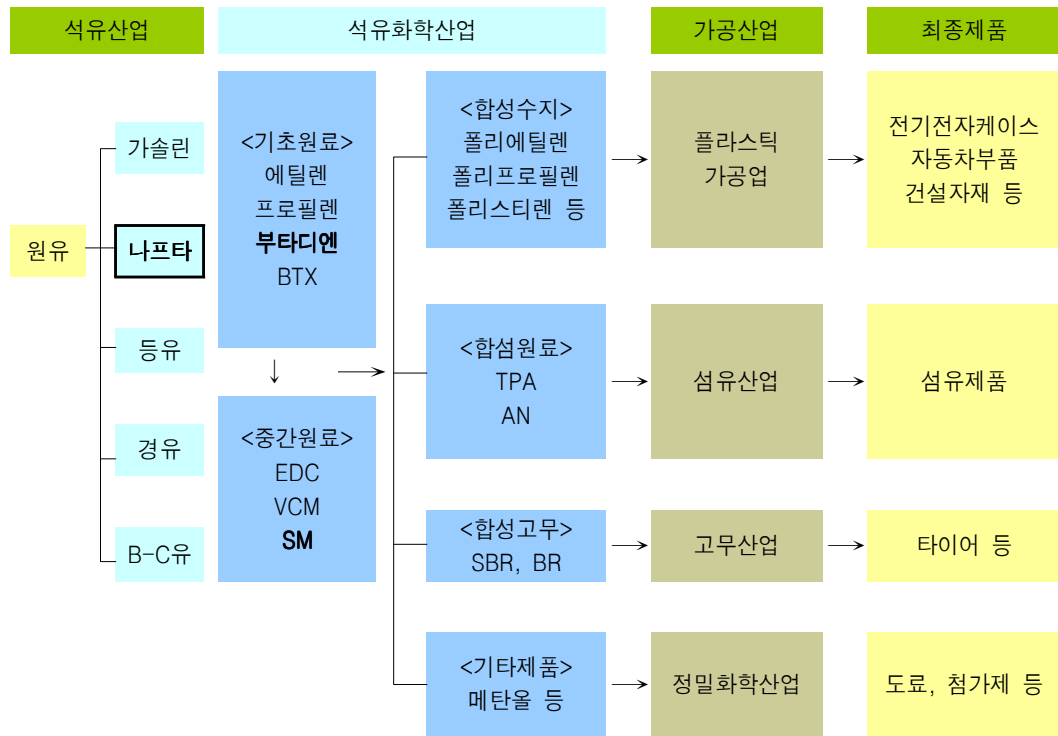 석유산업
석유화학산업
가공산업
최종제품
원유
가솔린
나프타
등유
경유
B-C유
<기초원료>
에틸렌
프로필렌
부타디엔
BTX
↓
<중간원료>
EDC
VCM
SM
<합성수지>
폴리에틸렌
폴리프로필렌
폴리스티렌 등
플라스틱
가공업
전기전자케이스
자동차부품
건설자재 등
<합섬원료>
TPA
AN
섬유산업
섬유제품
<합성고무>
SBR, BR
고무산업
타이어 등
<기타제품>
메탄올 등
정밀화학산업
도료, 첨가제 등